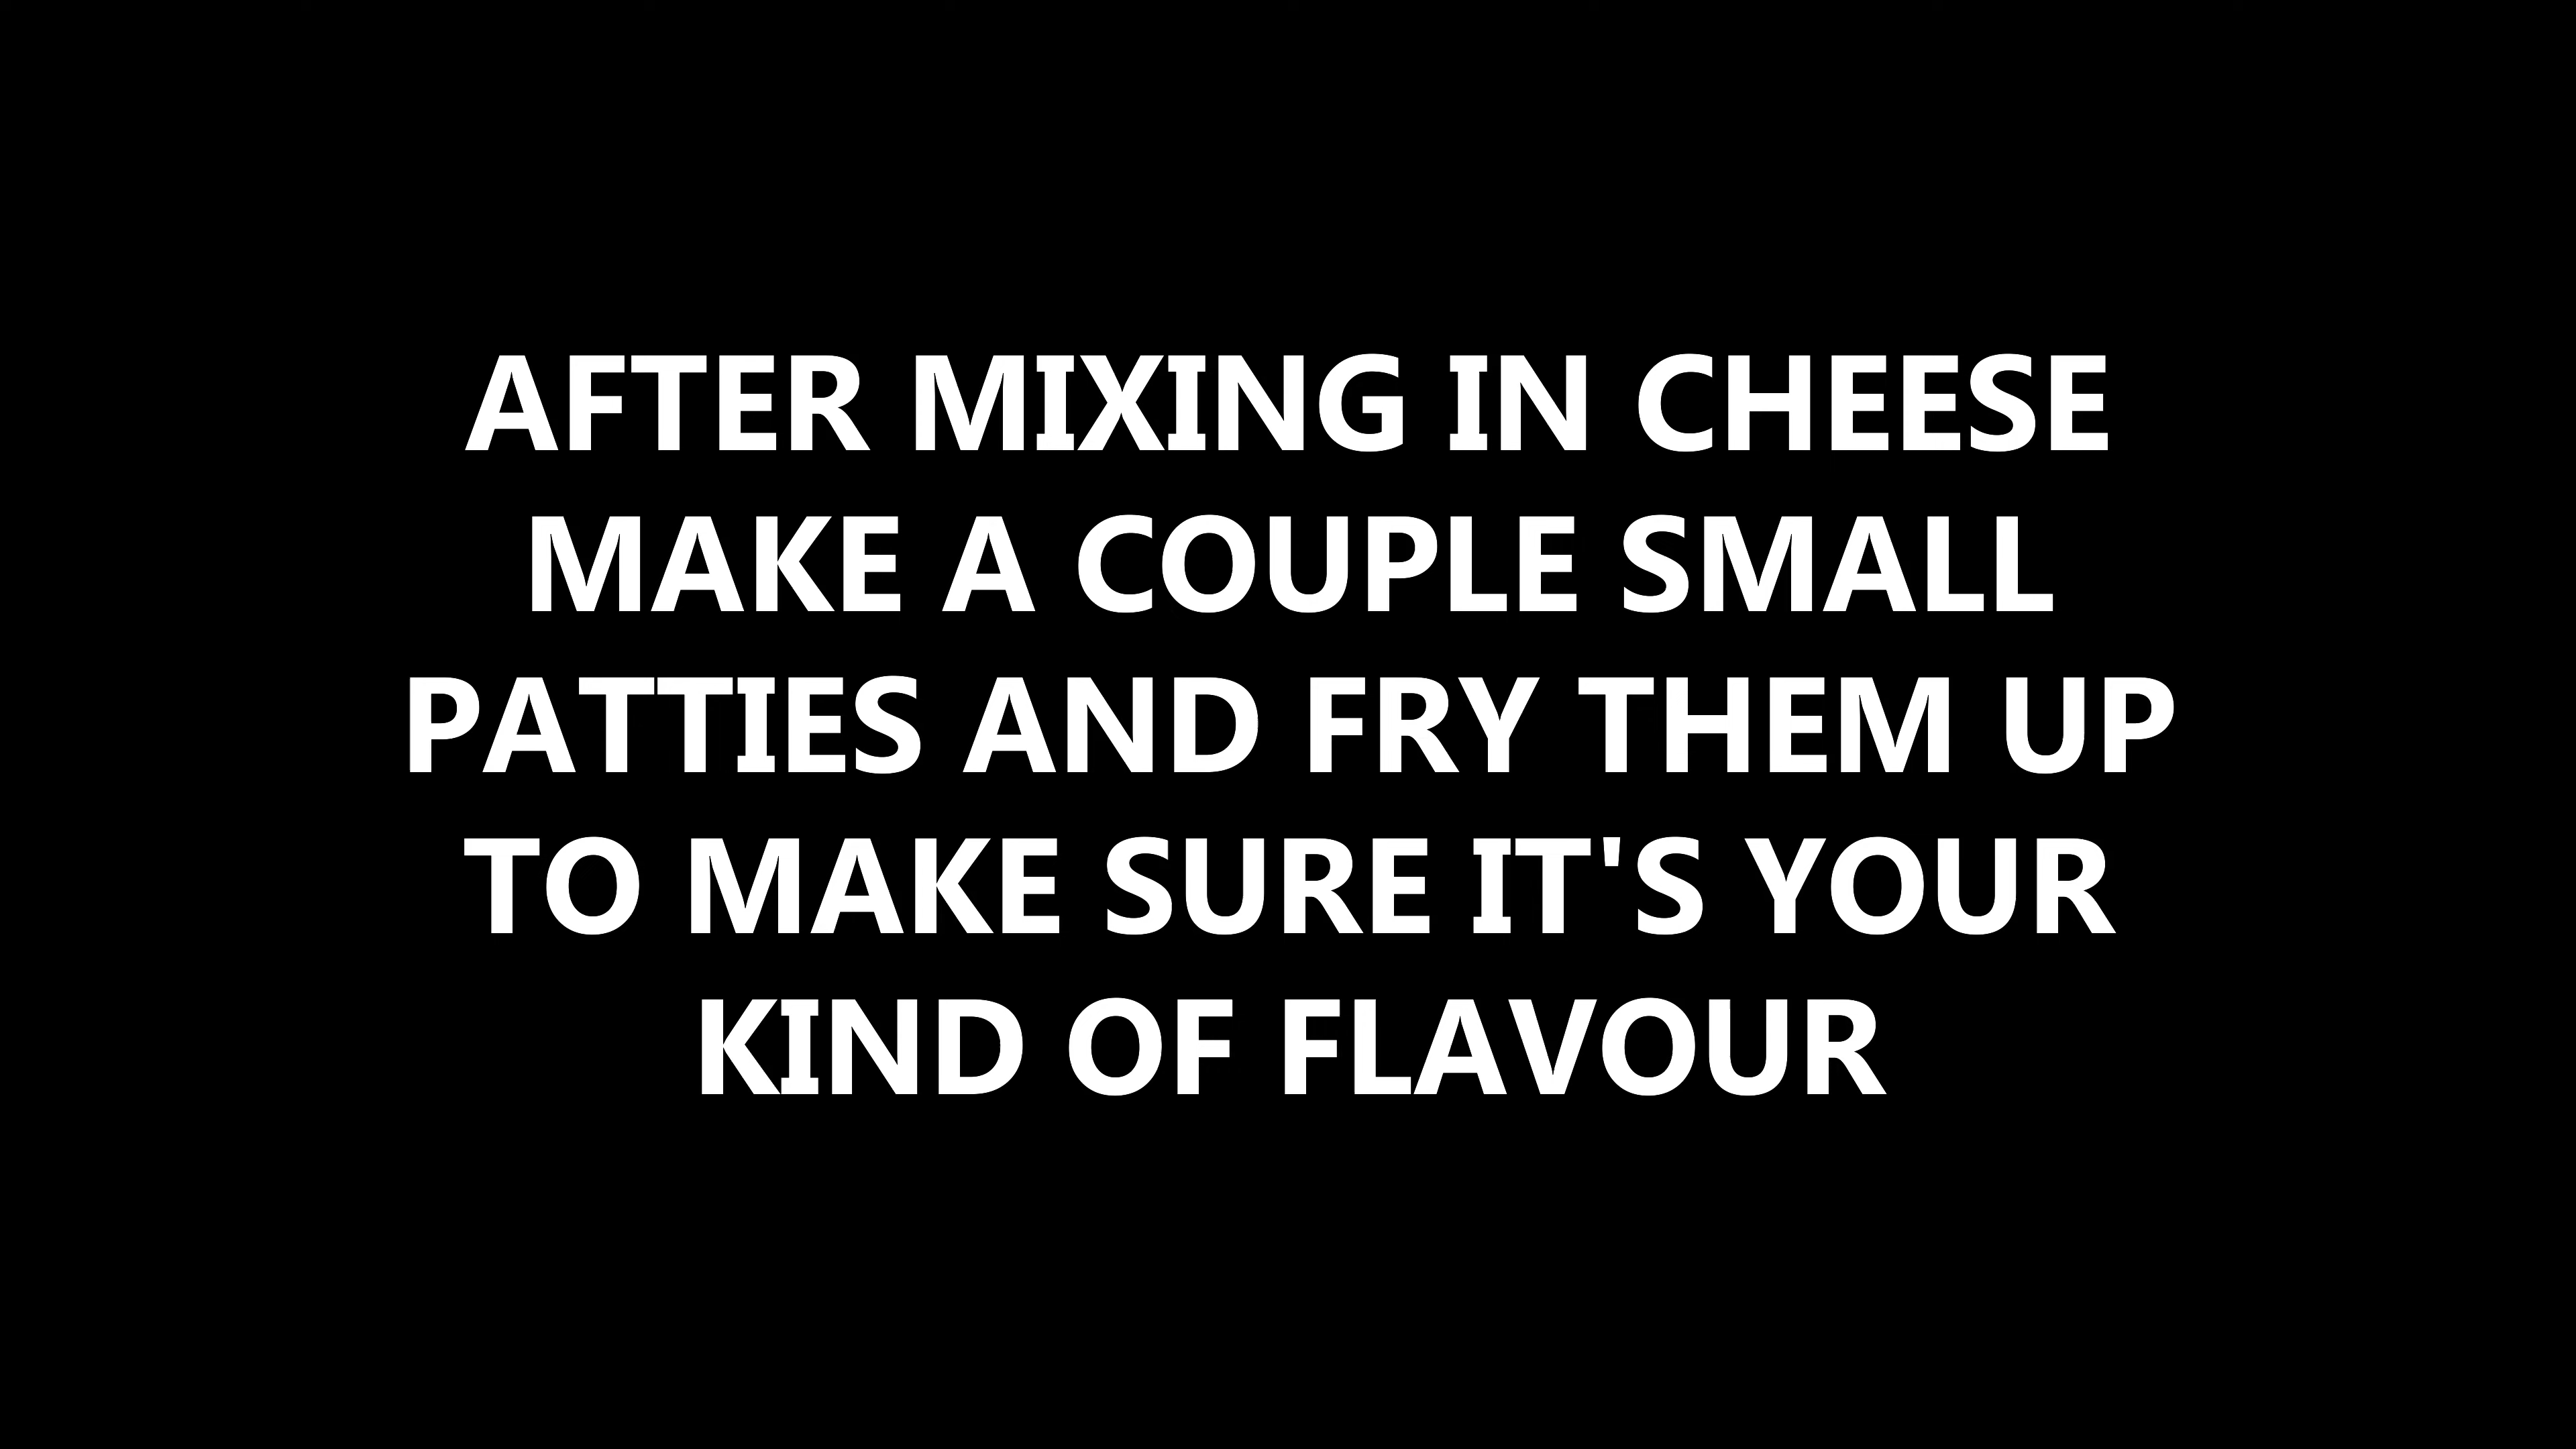 AFTER MIXING IN CHEESE
MAKE A COUPLE SMALL
PATTIES AND FRY THEM UP
TO MAKE SURE IT'S YOUR
KIND OF FLAVOUR